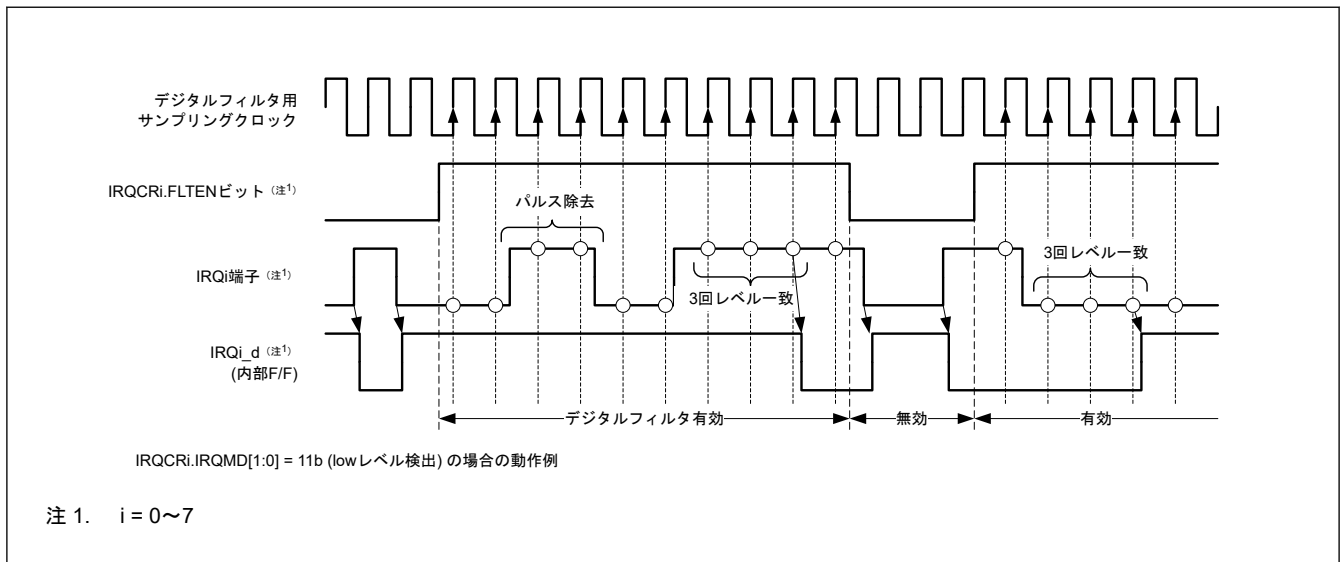 デジタルフィルタ用
サンプリングクロック
IRQCRi.FLTENビット（注1）
パルス除去
IRQi端子（注1）
3回レベル一致
3回レベル一致
IRQi_d（注1）
(内部F/F)
デジタルフィルタ有効
無効
有効
IRQCRi.IRQMD[1:0] = 11b (lowレベル検出) の場合の動作例
注 1. i = 0～7